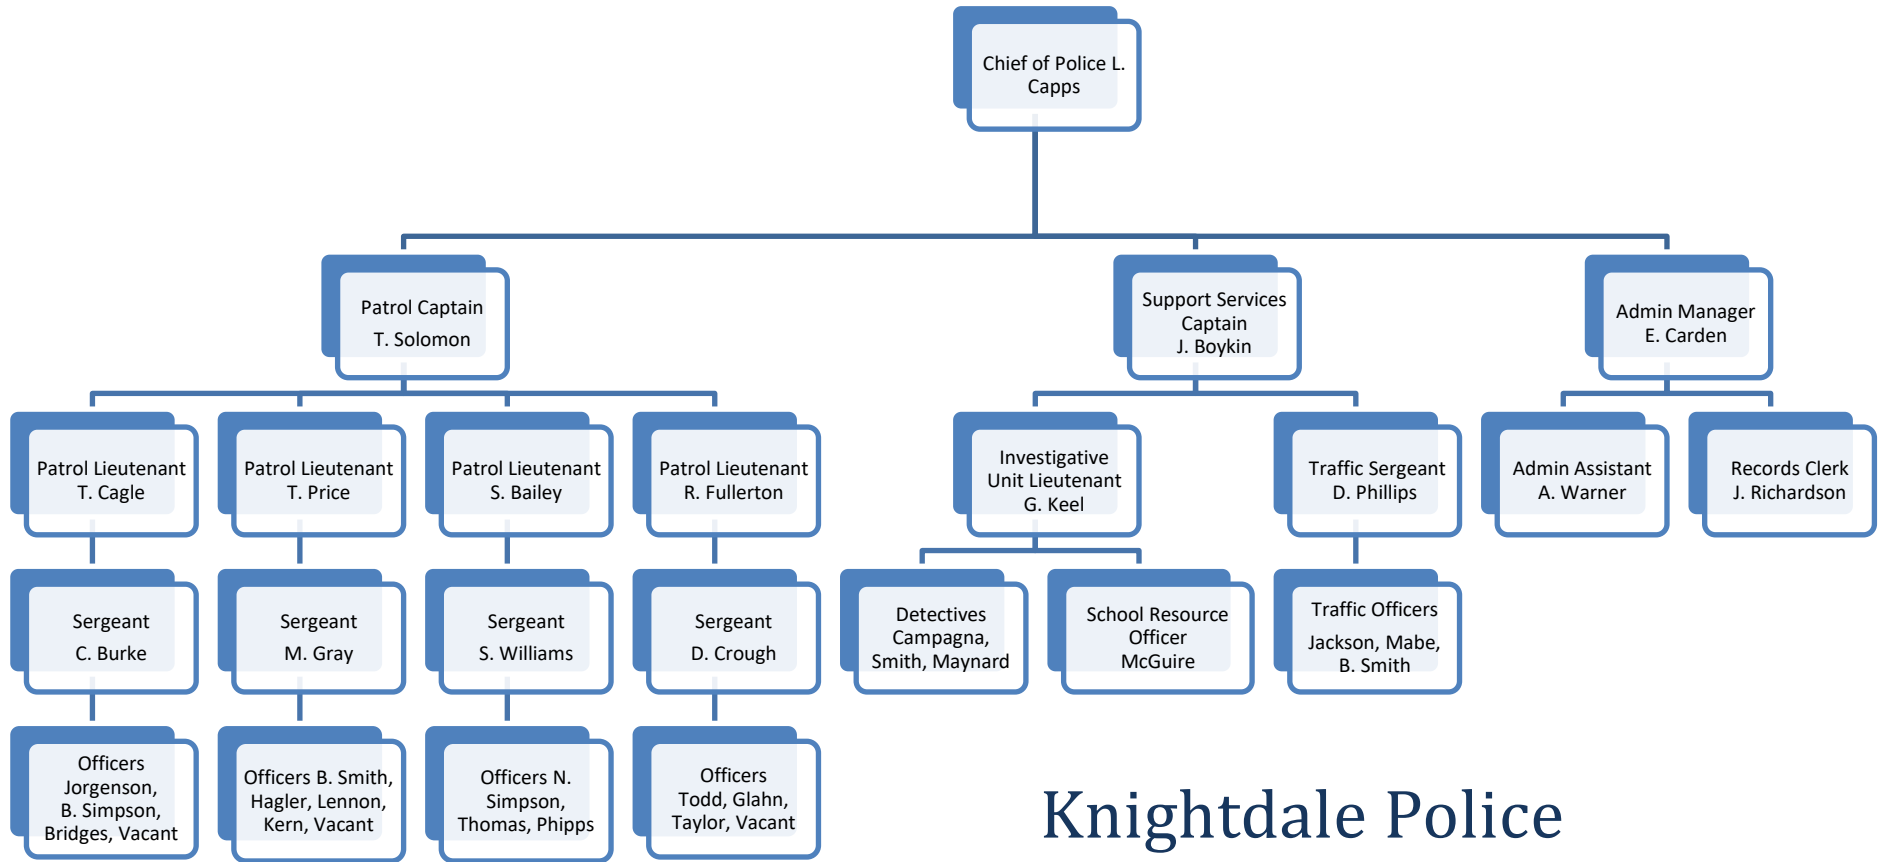 Chief of Police L.
Capps
Patrol Captain
T. Solomon
Support Services
Captain
J. Boykin
Admin Manager
E. Carden
Patrol Lieutenant
T. Cagle
Patrol Lieutenant
T. Price
Patrol Lieutenant
S. Bailey
Patrol Lieutenant
R. Fullerton
Investigative
Unit Lieutenant
G. Keel
Traffic Sergeant
D. Phillips
Admin Assistant
A. Warner
Records Clerk
J. Richardson
Sergeant
C. Burke
Sergeant
M. Gray
Sergeant
S. Williams
Sergeant
D. Crough
Detectives
Campagna,
Smith, Maynard
School Resource
Officer
McGuire
Traffic Officers
Jackson, Mabe,
B. Smith
Officers
Jorgenson,
B. Simpson,
Bridges, Vacant
Officers B. Smith,
Hagler, Lennon,
Kern, Vacant
Officers N.
Simpson,
Thomas, Phipps
Officers
Todd, Glahn,
Taylor, Vacant
Knightdale Police